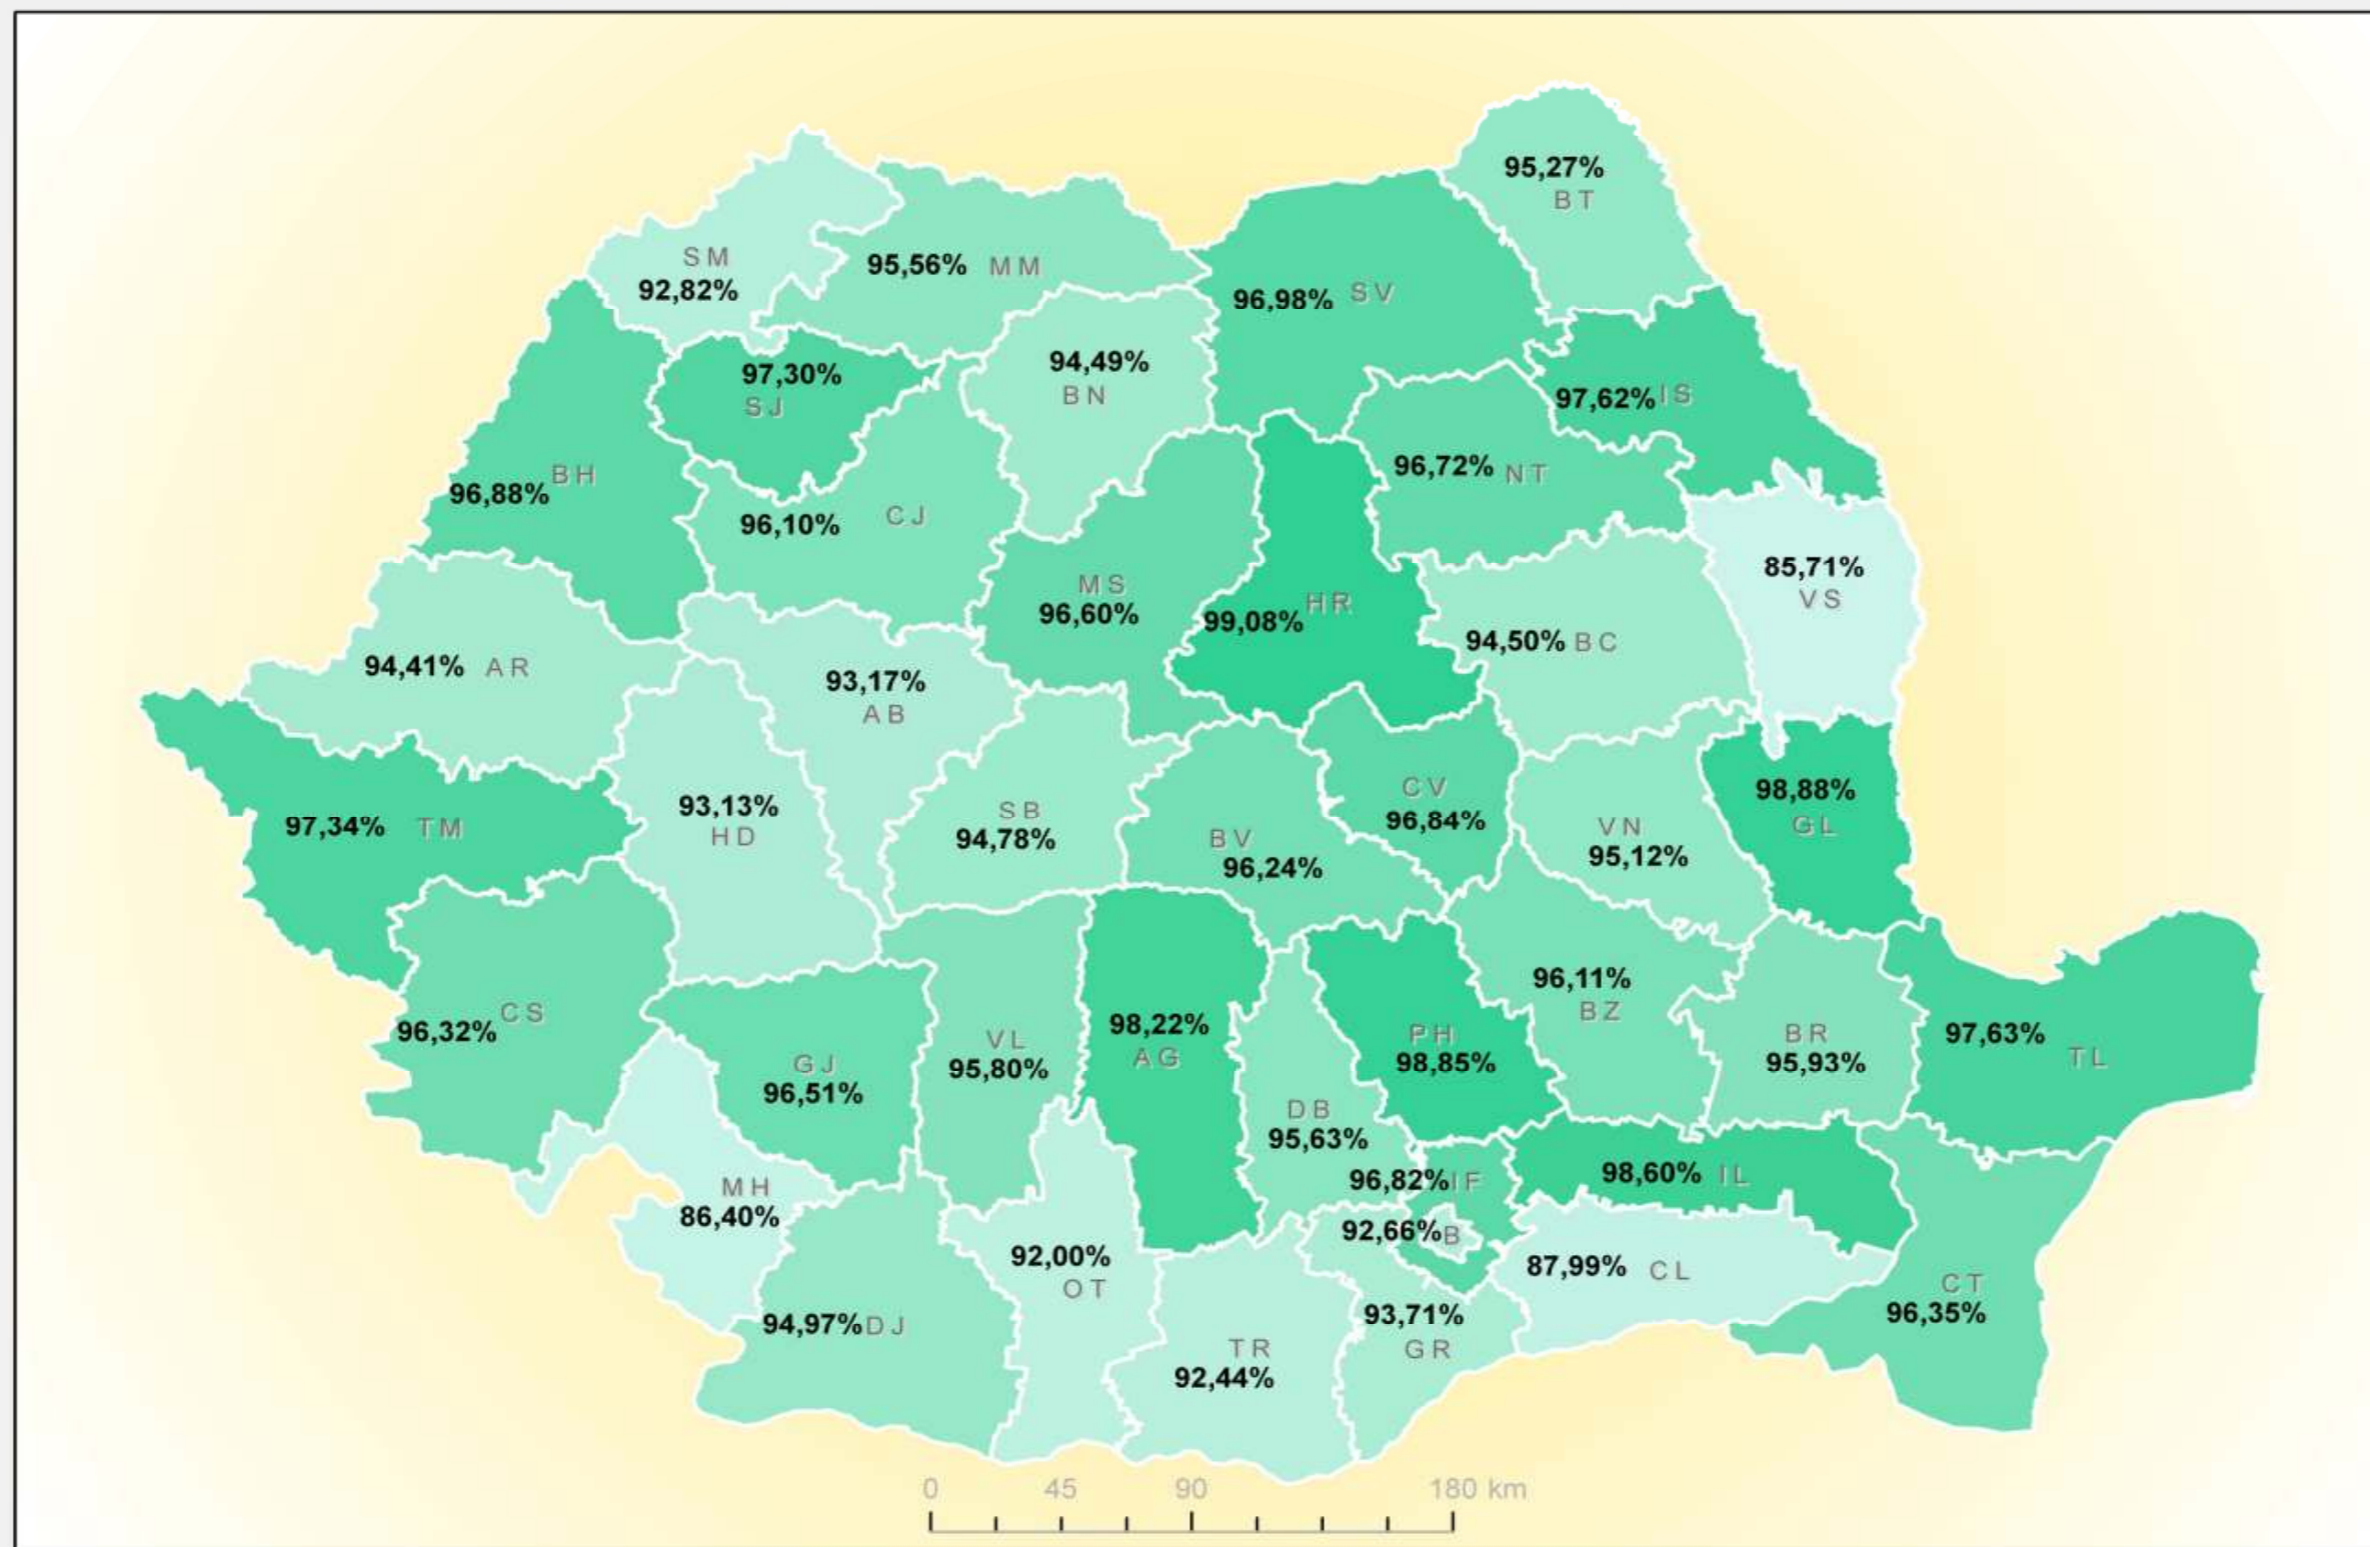 95,27%
BT
SM
92,82%
95,56% MM
96,98% SV
97,30%
SJ
94,49%
BN
97,62% IS
BH
96,88%
96,10% CJ
96,72% NT
85,71%
VS
MS
96,60%
99,08% HR
94,50% BC
94,41% AR
93,17%
AB
97,34% TM
93,13%
HD
SB
94,78%
BV
96,24%
CV
96,84%
VN
95,12%
98,88%
GL
96,32% CS
GJ
96,51%
VL
95,80%
98,22%
AG
DB
95,63%
PH
98,85%
96,11%
BZ
BR
95,93%
97,63%
TL
MH
86,40%
94,97% DJ
92,00%
OT
TR
92,44%
96,82% IF
92,66% B
93,71%
GR
98,60% IL
87,99% CL
CT
96,35%
0 45 90 180 km